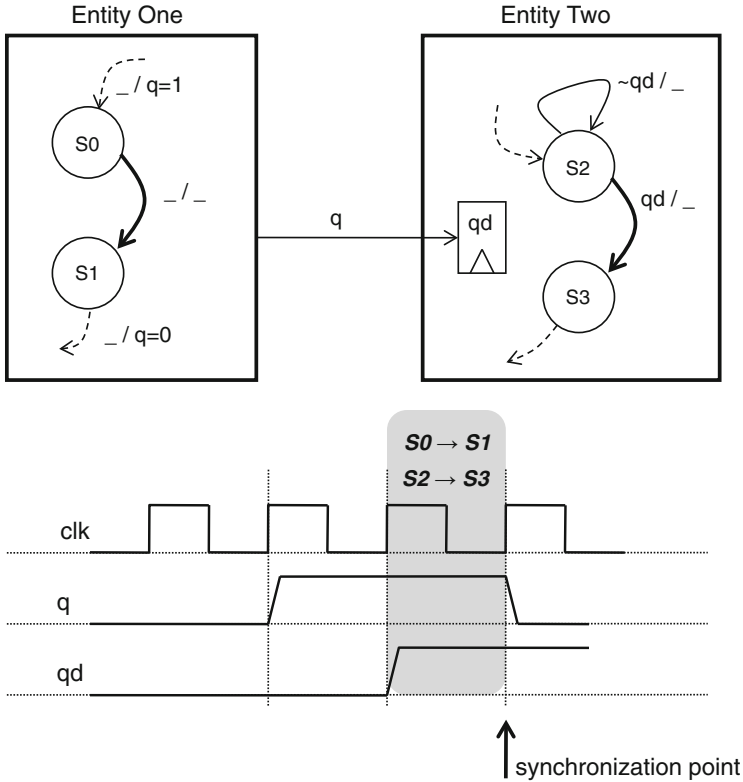 Entity One
Entity Two
_ / q=1
S0
_ / _
S1
_ / q=0
q
qd
~qd / _
S2
qd / _
S3
S0 → S1
S2 → S3
clk
q
qd
synchronization point